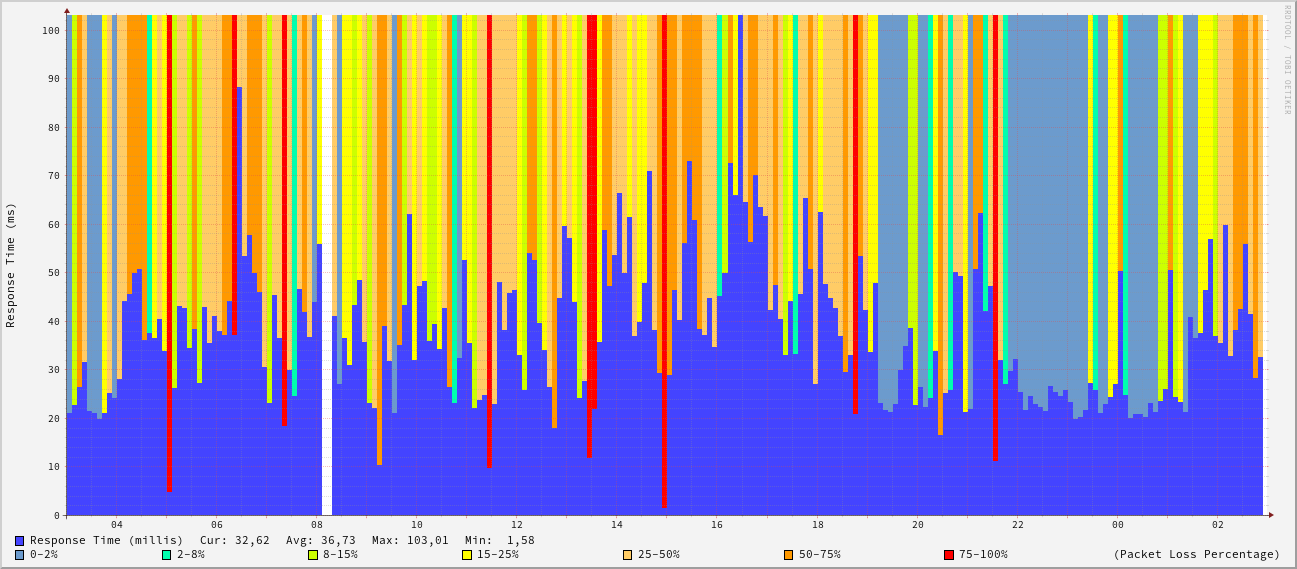 RRDTOOL / TOBI OETIKER
Response Time (ms)
100
90
80
70
60
50
40
30
20
10
0
04 06 08 10 12 14 16 18 20 22 00 02
Response Time (millis) Cur: 32,62 Avg: 36,73 Max: 103,01 Min: 1,58
0-2% 2-8% 8-15% 15-25% 25-50% 50-75% 75-100% (Packet Loss Percentage)